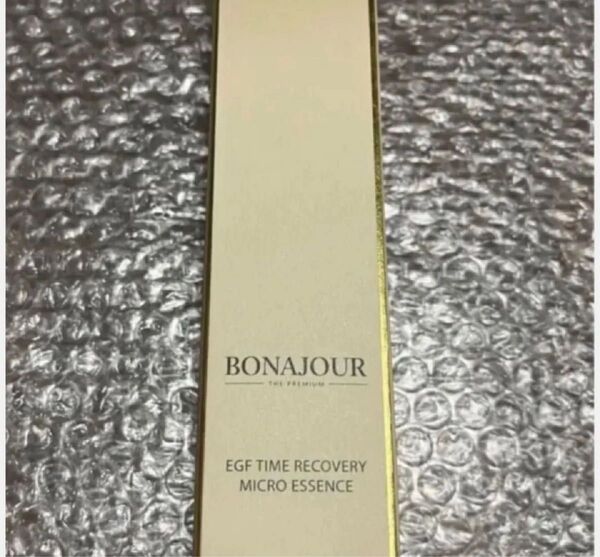 BONAJOUR
THE PREMIUM
EGF TIME RECOVERY
MICRO ESSENCE